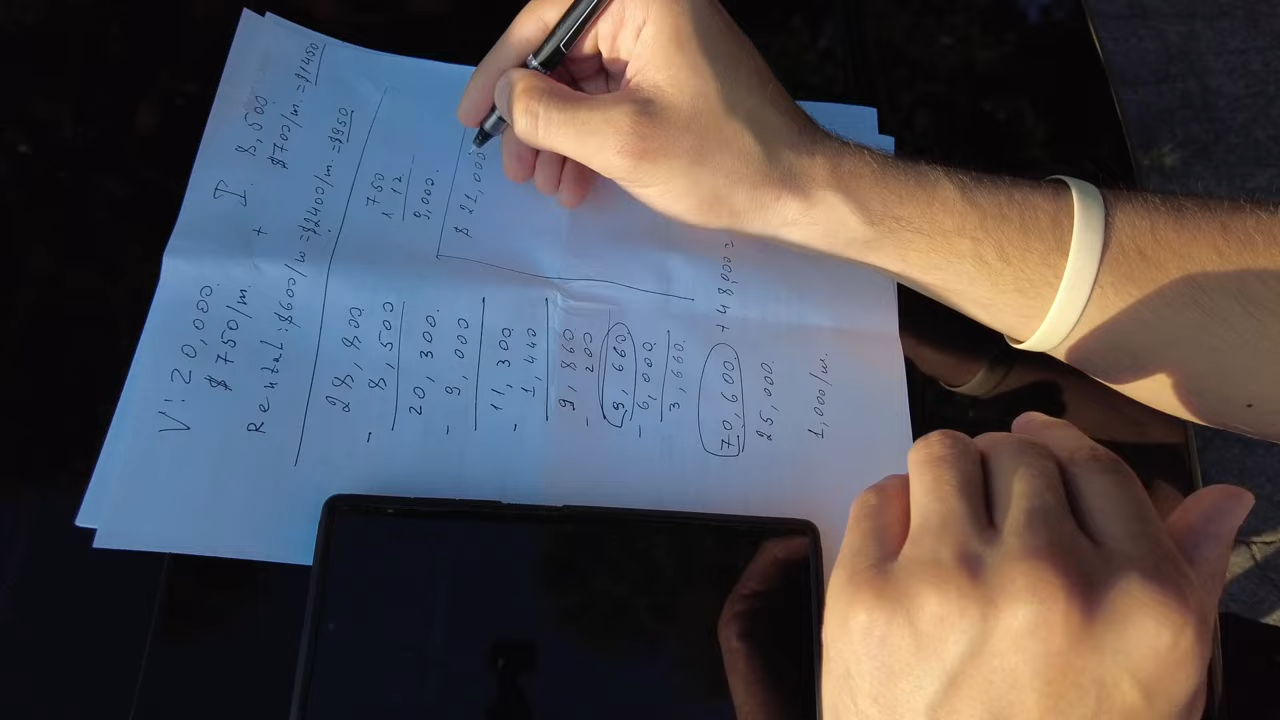 V: 20,000. + I 8,500
$750/m. $700/m. = $1450
Rental: $600/w = $2400/m. = $950.
28,800
- 8,500
20,300.
- 9,000
11,300
- 1,440
9,860
- 200
9,660.
- 6,000.
3,660.
70,600. + 48,000 =
25,000.
1,000/m.
750
x 12
9,000.
$ 21,000